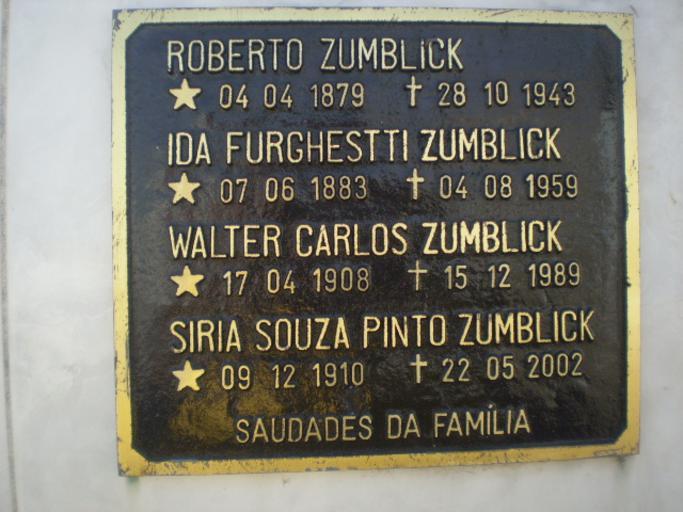 ROBERTO ZUMBLICK
★ 04 04 1879 ✝ 28 10 1943
IDA FURGHESTTI ZUMBLICK
★ 07 06 1883 ✝ 04 08 1959
WALTER CARLOS ZUMBLICK
★ 17 04 1908 ✝ 15 12 1989
SIRIA SOUZA PINTO ZUMBLICK
★ 09 12 1910 ✝ 22 05 2002
SAUDADES DA FAMÍLIA